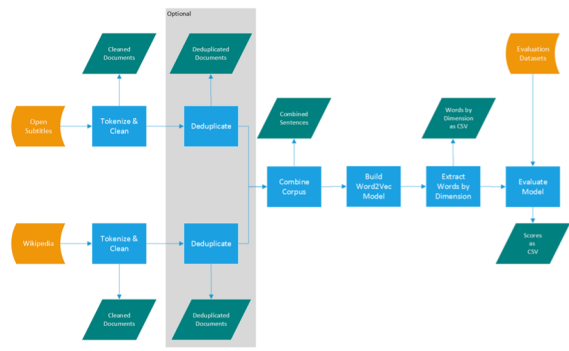 Optional
Cleaned
Documents
Deduplicated
Documents
Evaluation
Datasets
Open
Subtitles
Tokenize &
Clean
Deduplicate
Combined
Sentences
Words by
Dimension
as CSV
Combine
Corpus
Build
Word2Vec
Model
Extract
Words by
Dimension
Evaluate
Model
Wikipedia
Tokenize &
Clean
Deduplicate
Scores
as
CSV
Cleaned
Documents
Deduplicated
Documents